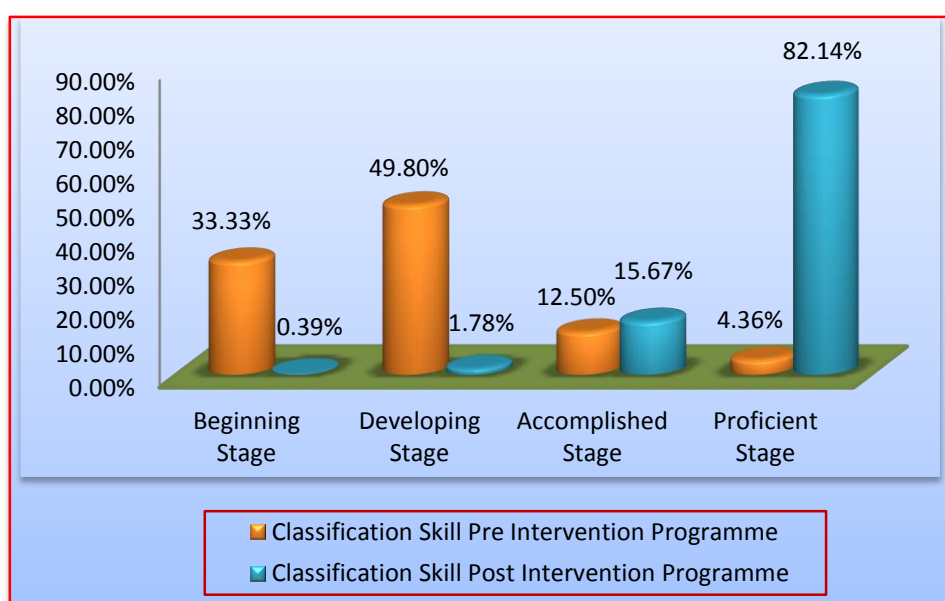 82.14%
90.00%
80.00%
70.00%
60.00%
50.00%
40.00%
30.00%
20.00%
10.00%
0.00%
33.33%
0.39%
49.80%
1.78%
12.50%
15.67%
4.36%
Beginning
Stage
Developing
Stage
Accomplished
Stage
Proficient
Stage
Classification Skill Pre Intervention Programme
Classification Skill Post Intervention Programme